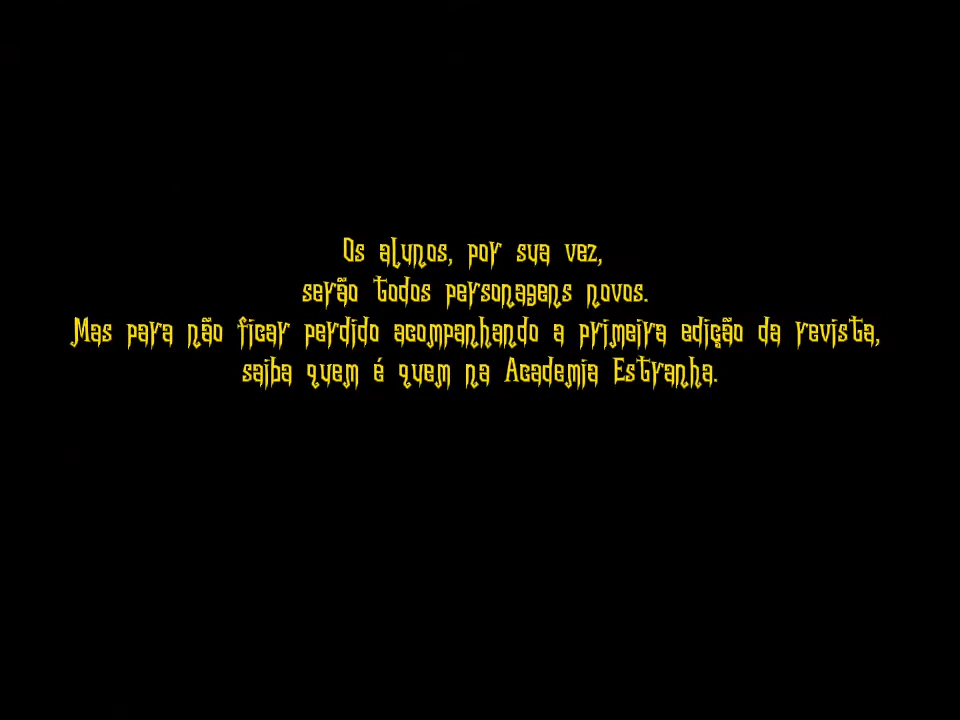 Os alunos, por sua vez,
serão todos personagens novos.
Mas para não ficar perdido acompanhando a primeira edição da revista,
saiba quem é quem na Academia Estranha.